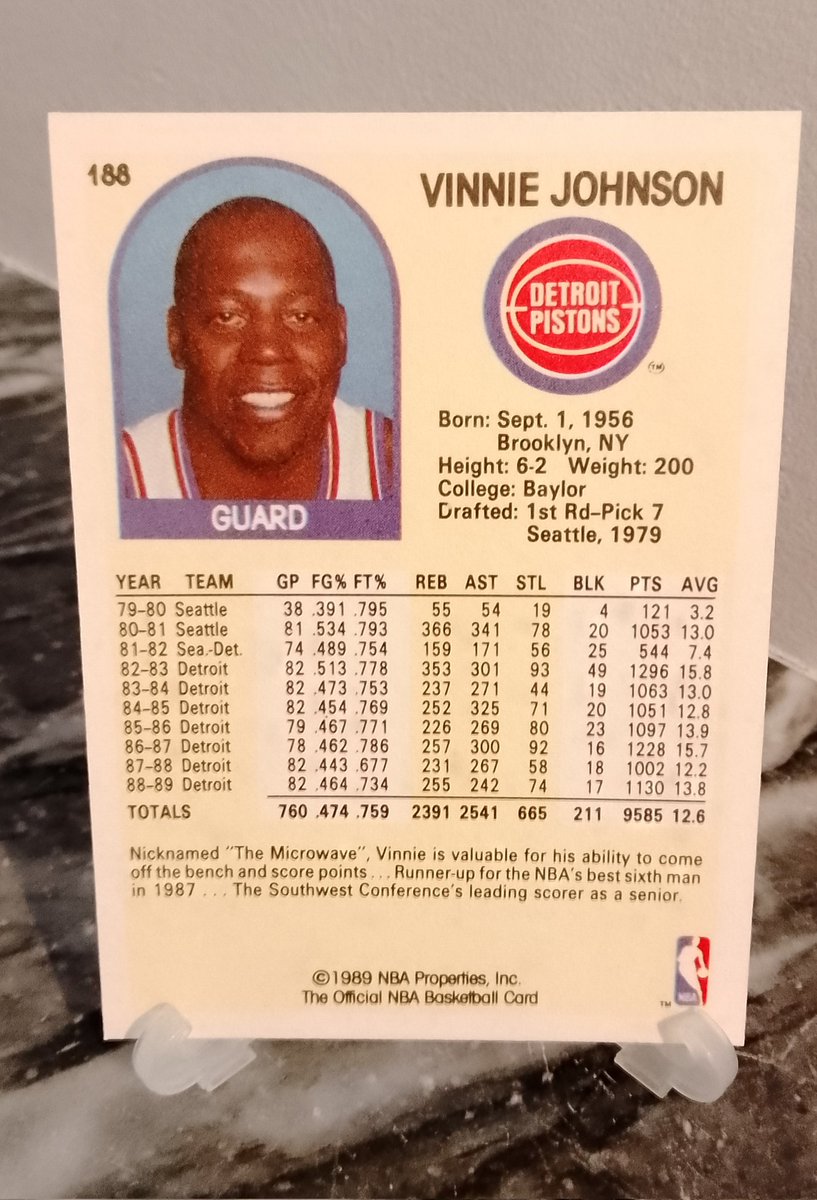 188
VINNIE JOHNSON
DETROIT
PISTONS
TM
Born: Sept. 1, 1956
Brooklyn, NY
Height: 6-2 Weight: 200
College: Baylor
Drafted: 1st Rd–Pick 7
Seattle, 1979
GUARD
YEAR TEAM GP FG% FT% REB AST STL BLK PTS AVG
79–80 Seattle 38 .391 .795 55 54 19 4 121 3.2
80–81 Seattle 81 .534 .793 366 341 78 20 1053 13.0
81–82 Sea.-Det. 74 .489 .754 159 171 56 25 544 7.4
82–83 Detroit 82 .513 .778 353 301 93 49 1296 15.8
83–84 Detroit 82 .473 .753 237 271 44 19 1063 13.0
84–85 Detroit 82 .454 .769 252 325 71 20 1051 12.8
85–86 Detroit 79 .467 .771 226 269 80 23 1097 13.9
86–87 Detroit 78 .462 .786 257 300 92 16 1228 15.7
87–88 Detroit 82 .443 .677 231 267 58 18 1002 12.2
88–89 Detroit 82 .464 .734 255 242 74 17 1130 13.8
TOTALS 760 .474 .759 2391 2541 665 211 9585 12.6
Nicknamed "The Microwave", Vinnie is valuable for his ability to come
off the bench and score points . . . Runner-up for the NBA's best sixth man
in 1987 . . . The Southwest Conference's leading scorer as a senior.
©1989 NBA Properties, Inc.
The Official NBA Basketball Card
TM NBA